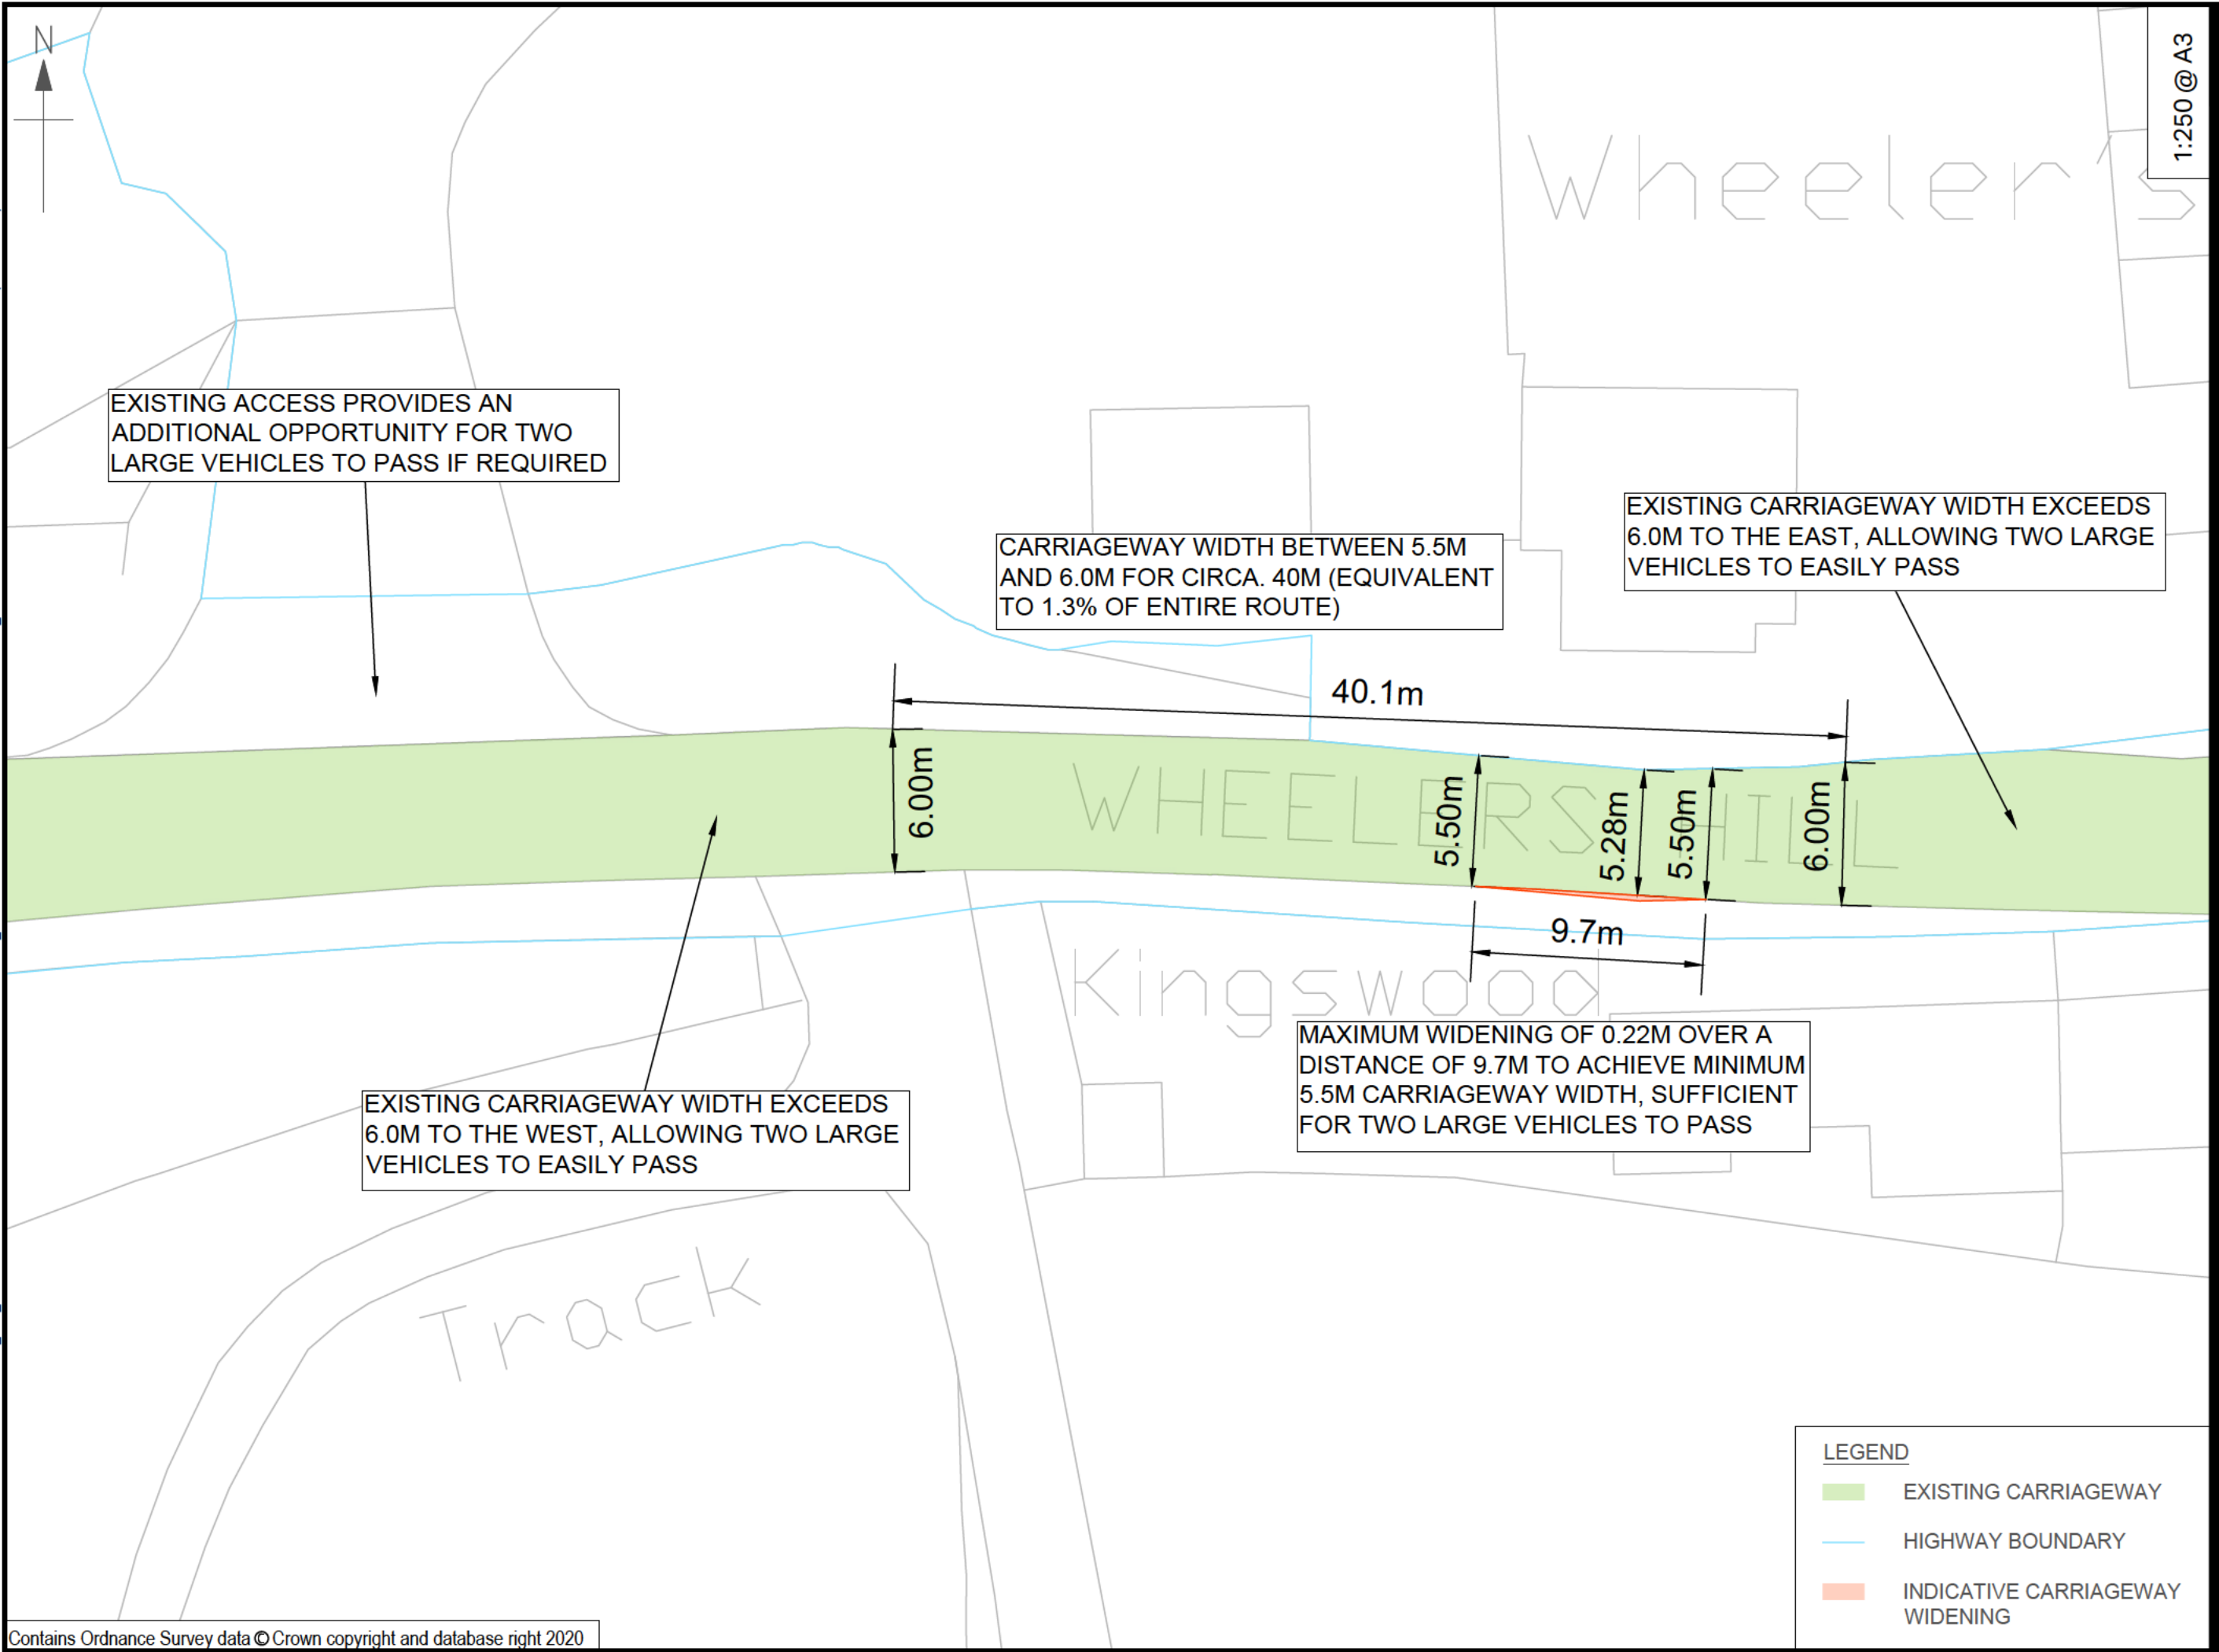 N
1:250 @ A3
Wheeler's
EXISTING ACCESS PROVIDES AN
ADDITIONAL OPPORTUNITY FOR TWO
LARGE VEHICLES TO PASS IF REQUIRED
CARRIAGEWAY WIDTH BETWEEN 5.5M
AND 6.0M FOR CIRCA. 40M (EQUIVALENT
TO 1.3% OF ENTIRE ROUTE)
EXISTING CARRIAGEWAY WIDTH EXCEEDS
6.0M TO THE EAST, ALLOWING TWO LARGE
VEHICLES TO EASILY PASS
40.1m
6.00m
WHEELERS HILL
5.50m
5.28m
5.50m
6.00m
9.7m
Kingswood
MAXIMUM WIDENING OF 0.22M OVER A
DISTANCE OF 9.7M TO ACHIEVE MINIMUM
5.5M CARRIAGEWAY WIDTH, SUFFICIENT
FOR TWO LARGE VEHICLES TO PASS
EXISTING CARRIAGEWAY WIDTH EXCEEDS
6.0M TO THE WEST, ALLOWING TWO LARGE
VEHICLES TO EASILY PASS
Track
LEGEND
EXISTING CARRIAGEWAY
HIGHWAY BOUNDARY
INDICATIVE CARRIAGEWAY
WIDENING
Contains Ordnance Survey data © Crown copyright and database right 2020